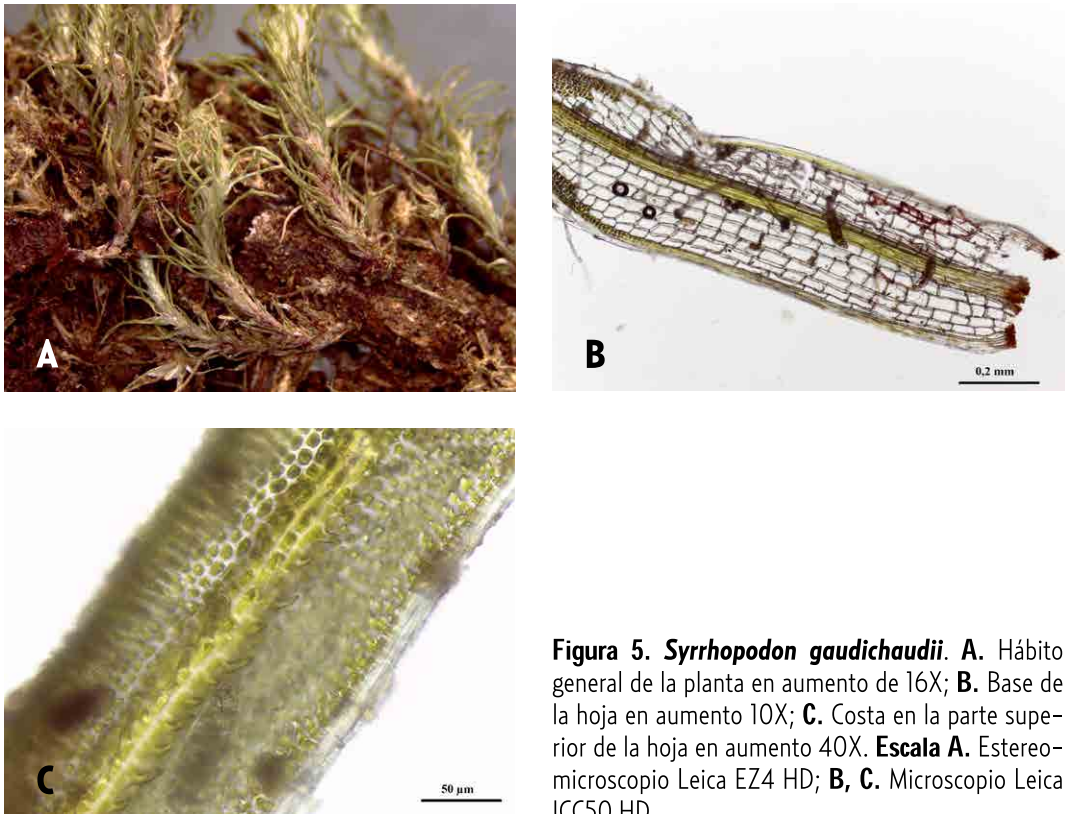 A
B
0,2 mm
C
50 µm
Figura 5. Syrrhopodon gaudichaudii. A. Hábito
general de la planta en aumento de 16X; B. Base de
la hoja en aumento 10X; C. Costa en la parte supe-
rior de la hoja en aumento 40X. Escala A. Estereo-
microscopio Leica EZ4 HD; B, C. Microscopio Leica
ICC50 HD